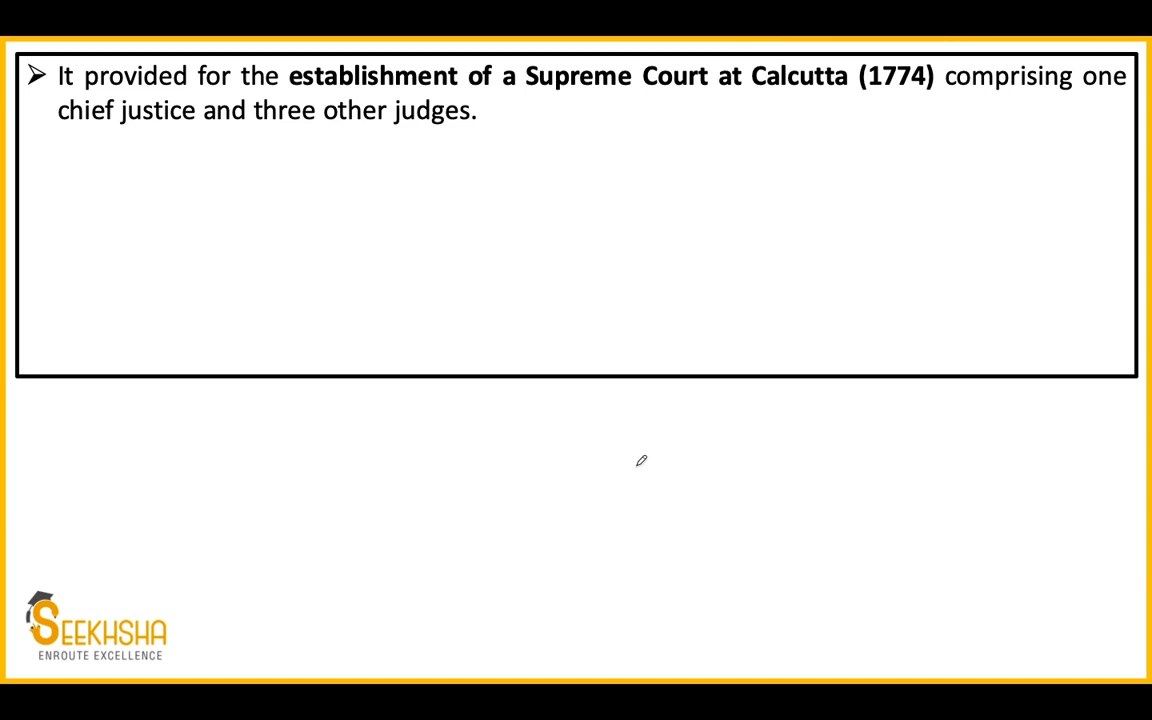 ➢ It provided for the establishment of a Supreme Court at Calcutta (1774) comprising one
chief justice and three other judges.
SEEKHSHA
ENROUTE EXCELLENCE